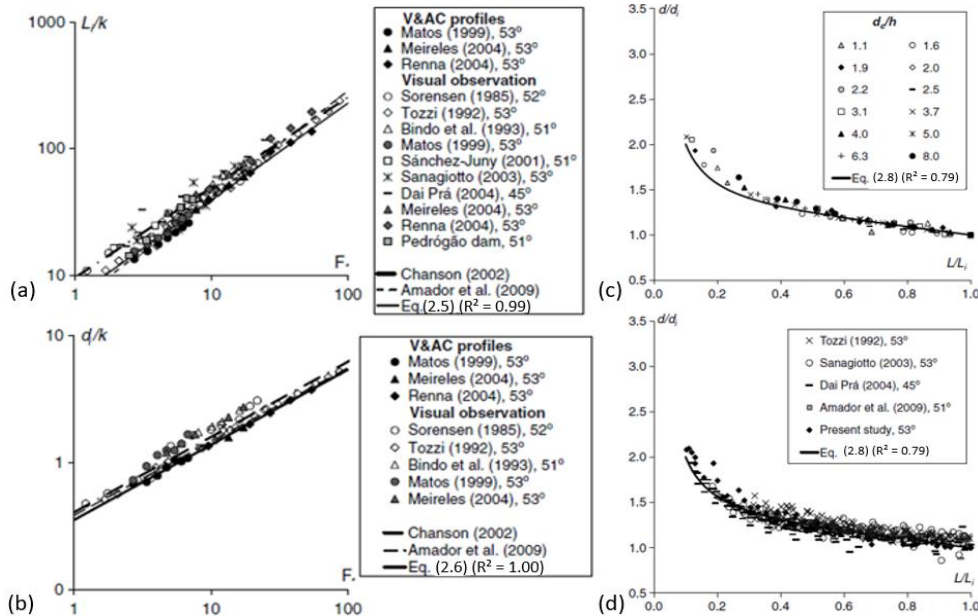 (a)
L/k
1000
100
10
1
10
100
F*
V&AC profiles
Matos (1999), 53°
Meireles (2004), 53°
Renna (2004), 53°
Visual observation
Sorensen (1985), 52°
Tozzi (1992), 53°
Bindo et al. (1993), 51°
Matos (1999), 53°
Sánchez-Juny (2001), 51°
Sanagiotto (2003), 53°
Dai Prá (2004), 45°
Meireles (2004), 53°
Renna (2004), 53°
Pedrógão dam, 51°
Chanson (2002)
Amador et al. (2009)
Eq.(2.5) (R² = 0.99)
(b)
dᵢ/k
10
1
0
1
10
100
F*
V&AC profiles
Matos (1999), 53°
Meireles (2004), 53°
Renna (2004), 53°
Visual observation
Sorensen (1985), 52°
Tozzi (1992), 53°
Bindo et al. (1993), 51°
Matos (1999), 53°
Meireles (2004), 53°
Chanson (2002)
Amador et al. (2009)
Eq. (2.6) (R² = 1.00)
(c)
d/dᵢ
3.5
3.0
2.5
2.0
1.5
1.0
0.5
0.0 0.2 0.4 0.6 0.8 1.0
L/Lᵢ
d꜀/h
1.1 1.6
1.9 2.0
2.2 2.5
3.1 3.7
4.0 5.0
6.3 8.0
Eq. (2.8) (R² = 0.79)
(d)
d/dᵢ
3.5
3.0
2.5
2.0
1.5
1.0
0.5
0.0 0.2 0.4 0.6 0.8 1.0
L/Lᵢ
Tozzi (1992), 53°
Sanagiotto (2003), 53°
Dai Prá (2004), 45°
Amador et al. (2009), 51°
Present study, 53°
Eq. (2.8) (R² = 0.79)